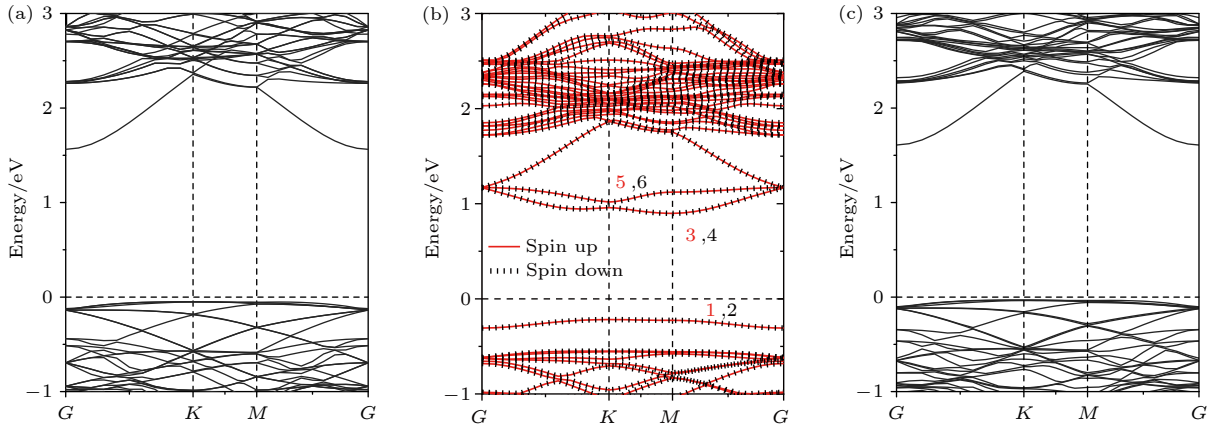 (a)
Energy/eV
3
2
1
0
−1
G K M G
(b)
Energy/eV
3
2
1
0
−1
5 ,6
3 ,4
Spin up
Spin down
1 ,2
G K M G
(c)
Energy/eV
3
2
1
0
−1
G K M G